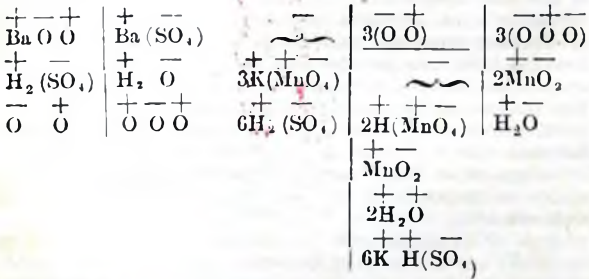 + − + | + − − − + | − + −
Ba O O | Ba (SO₄) | 3(O O) | 3(O O O)
+ − | + − + + − − | + −
H₂ (SO₄) | H₂ O 3K(MnO₄) | 2MnO₂
− + | + − + + − | + + − | + −
O O | O O O 6H₂ (SO₄) | 2H(MnO₄) | H₂O
+ −
MnO₂
+ +
2H₂O
+ + −
6K H(SO₄)